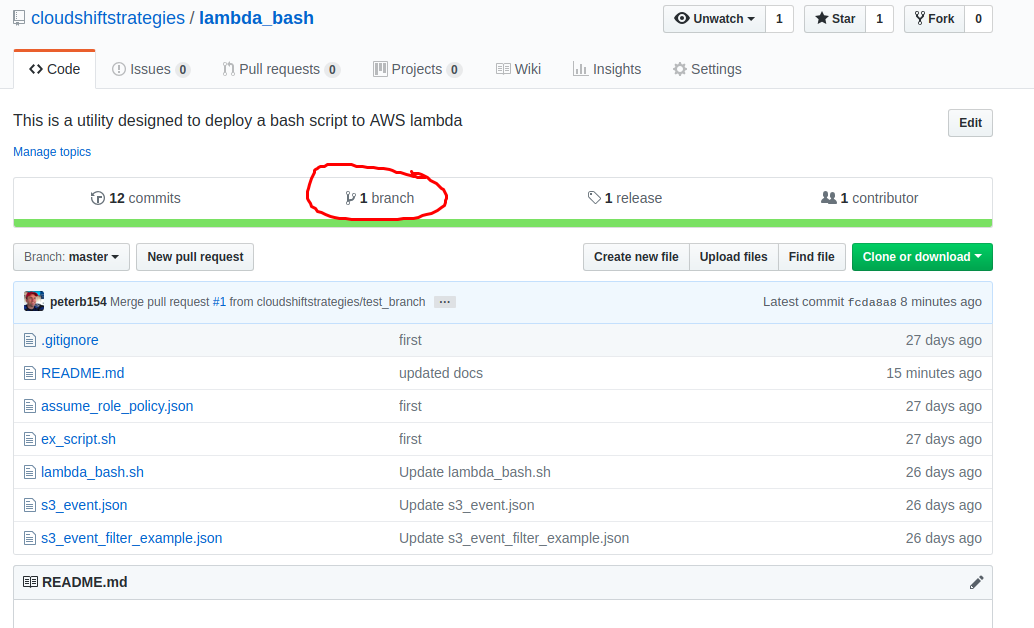 cloudshiftstrategies / lambda_bash
Unwatch 1 Star 1 Fork 0
Code Issues 0 Pull requests 0 Projects 0 Wiki Insights Settings
This is a utility designed to deploy a bash script to AWS lambda
Edit
Manage topics
12 commits 1 branch 1 release 1 contributor
Branch: master New pull request Create new file Upload files Find file Clone or download
peterb154 Merge pull request #1 from cloudshiftstrategies/test_branch ... Latest commit fcda8a8 8 minutes ago
.gitignore first 27 days ago
README.md updated docs 15 minutes ago
assume_role_policy.json first 27 days ago
ex_script.sh first 27 days ago
lambda_bash.sh Update lambda_bash.sh 26 days ago
s3_event.json Update s3_event.json 26 days ago
s3_event_filter_example.json Update s3_event_filter_example.json 26 days ago
README.md